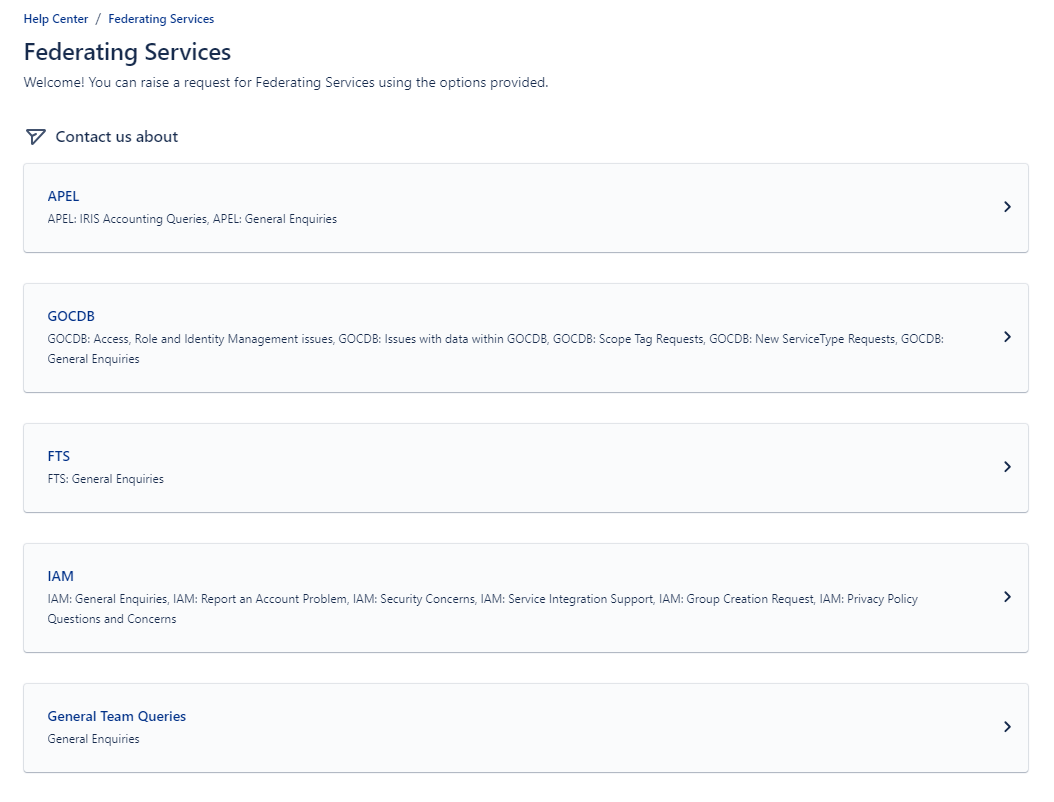 Help Center / Federating Services
Federating Services
Welcome! You can raise a request for Federating Services using the options provided.
Contact us about
APEL
APEL: IRIS Accounting Queries, APEL: General Enquiries
GOCDB
GOCDB: Access, Role and Identity Management issues, GOCDB: Issues with data within GOCDB, GOCDB: Scope Tag Requests, GOCDB: New ServiceType Requests, GOCDB:
General Enquiries
FTS
FTS: General Enquiries
IAM
IAM: General Enquiries, IAM: Report an Account Problem, IAM: Security Concerns, IAM: Service Integration Support, IAM: Group Creation Request, IAM: Privacy Policy
Questions and Concerns
General Team Queries
General Enquiries